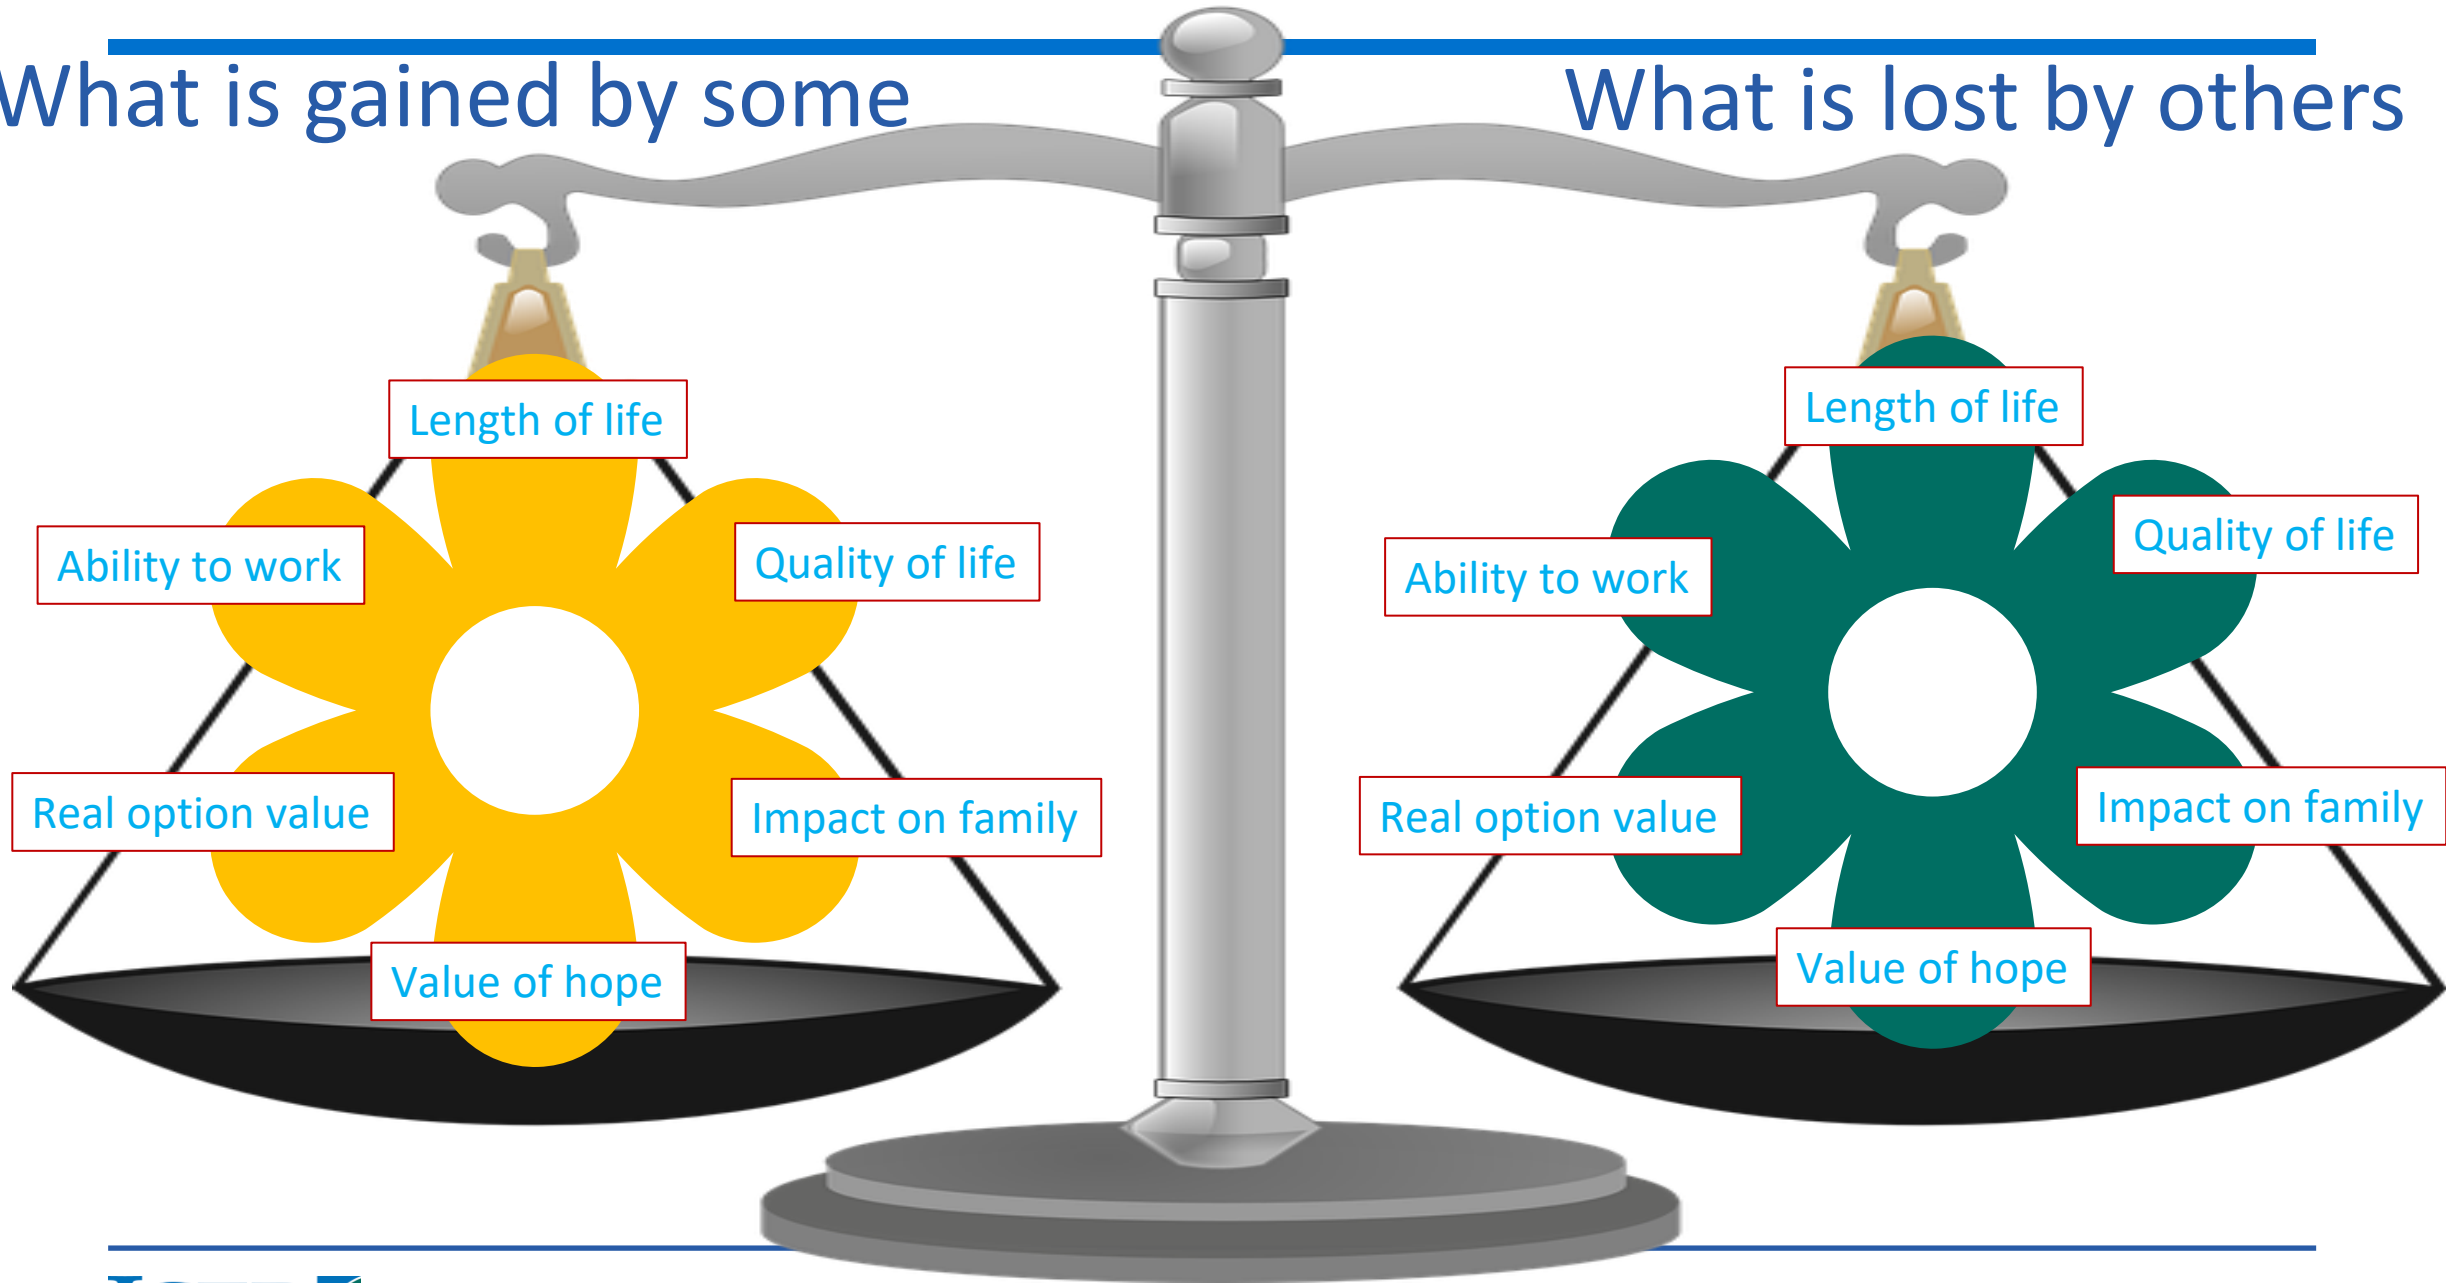 What is gained by some
What is lost by others
Length of life
Ability to work
Quality of life
Real option value
Impact on family
Value of hope
Length of life
Quality of life
Ability to work
Real option value
Impact on family
Value of hope